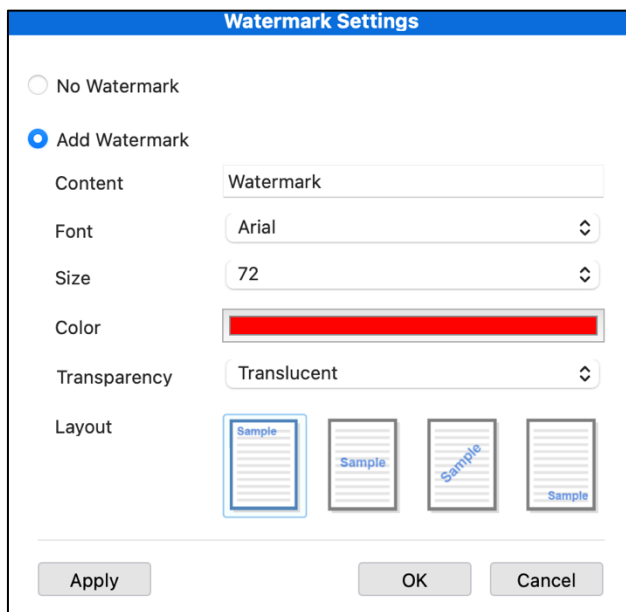 Watermark Settings
No Watermark
Add Watermark
Content Watermark
Font Arial
Size 72
Color
Transparency Translucent
Layout Sample Sample Sample Sample
Apply OK Cancel